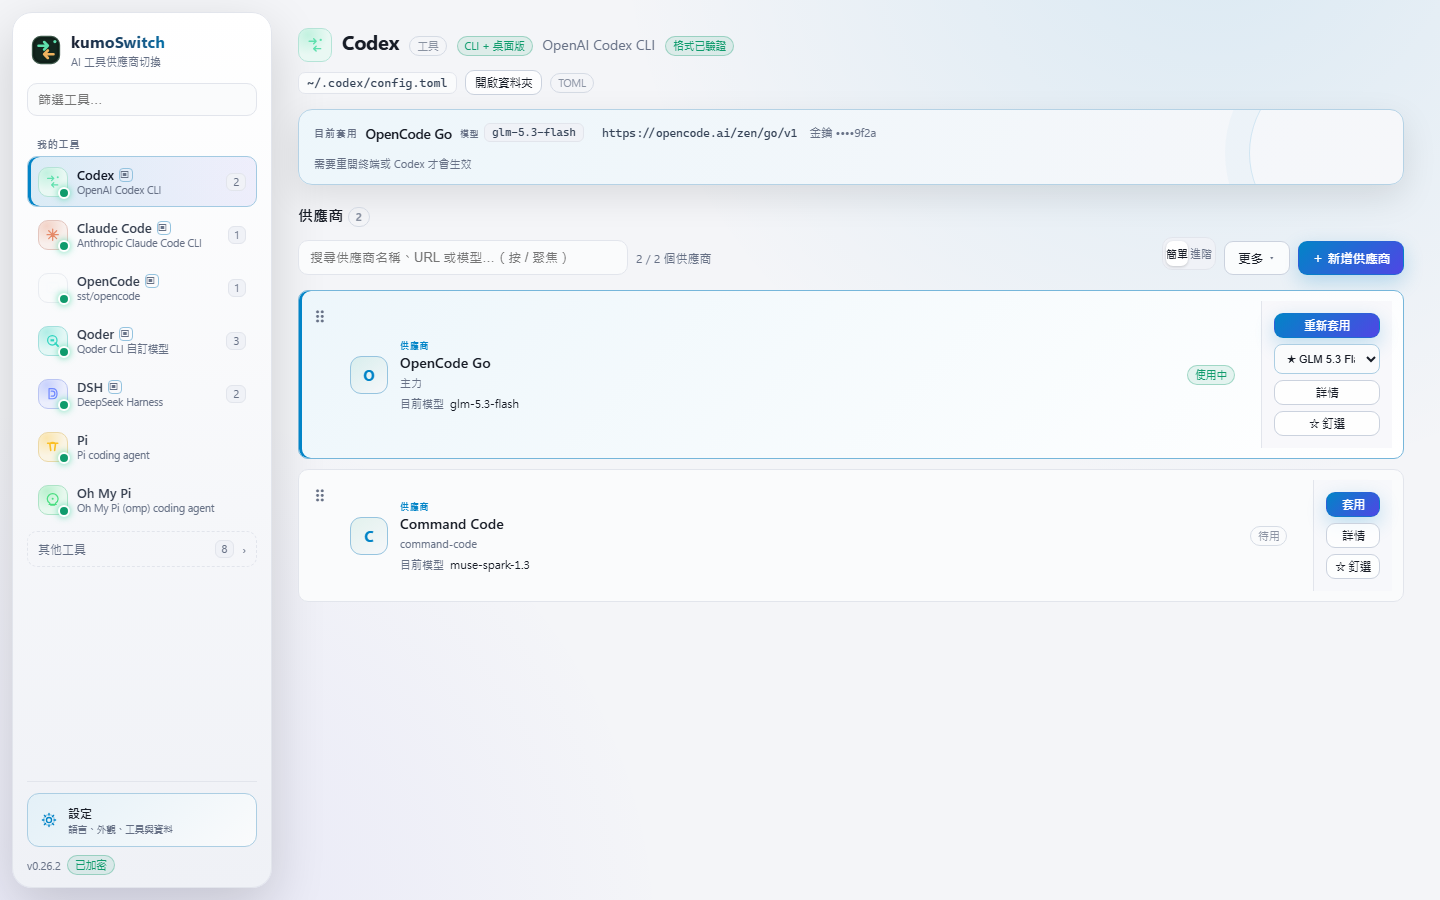 kumoSwitch
AI 工具供應商切換
篩選工具…
我的工具
Codex
OpenAI Codex CLI
2
Claude Code
Anthropic Claude Code CLI
1
OpenCode
sst/opencode
1
Qoder
Qoder CLI 自訂模型
3
DSH
DeepSeek Harness
2
Pi
Pi coding agent
Oh My Pi
Oh My Pi (omp) coding agent
其他工具 8 ›
設定
語言、外觀、工具與資料
v0.26.2 已加密
Codex 工具 CLI + 桌面版 OpenAI Codex CLI 格式已驗證
~/.codex/config.toml 開啟資料夾 TOML
目前套用 OpenCode Go 模型 glm-5.3-flash https://opencode.ai/zen/go/v1 金鑰 ••••9f2a
需要重開終端或 Codex 才會生效
供應商 2
搜尋供應商名稱、URL 或模型…（按 / 聚焦） 2 / 2 個供應商 簡單 進階 更多 + 新增供應商
供應商
O OpenCode Go
主力
目前模型 glm-5.3-flash
使用中
重新套用
★ GLM 5.3 Fl
詳情
☆ 釘選
供應商
C Command Code
command-code
目前模型 muse-spark-1.3
待用
套用
詳情
☆ 釘選